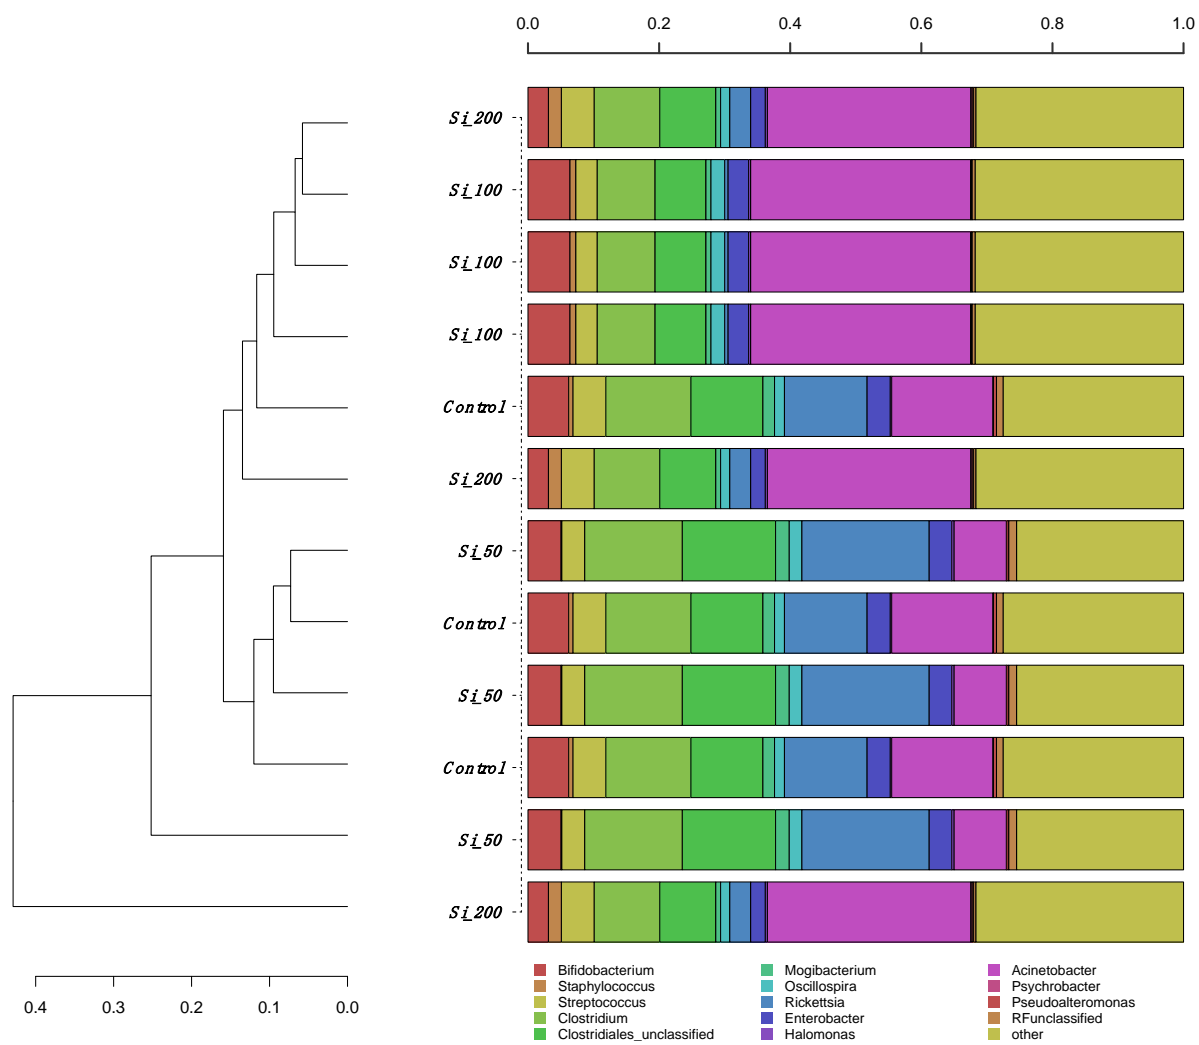 0.0 0.2 0.4 0.6 0.8 1.0
Si_200
Si_100
Si_100
Si_100
Control
Si_200
Si_50
Control
Si_50
Control
Si_50
Si_200
0.4 0.3 0.2 0.1 0.0
Bifidobacterium
Staphylococcus
Streptococcus
Clostridium
Clostridiales_unclassified
Mogibacterium
Oscillospira
Rickettsia
Enterobacter
Halomonas
Acinetobacter
Psychrobacter
Pseudoalteromonas
RFunclassified
other